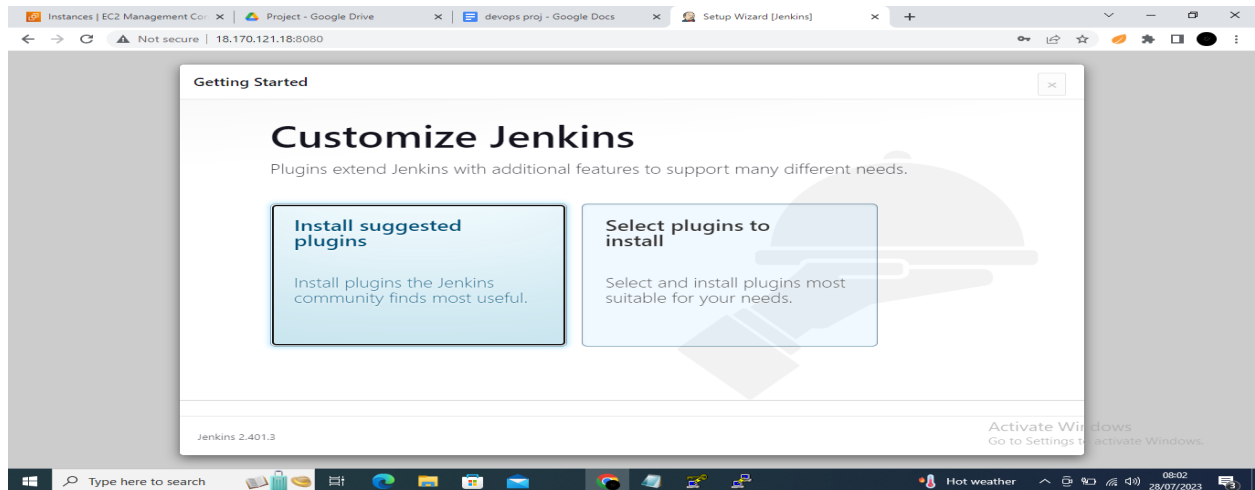 Instances | EC2 Management Cor
Project - Google Drive
devops proj - Google Docs
Setup Wizard [Jenkins]
Not secure | 18.170.121.18:8080
Getting Started
Customize Jenkins
Plugins extend Jenkins with additional features to support many different needs.
Install suggested
plugins
Install plugins the Jenkins
community finds most useful.
Select plugins to
install
Select and install plugins most
suitable for your needs.
Jenkins 2.401.3
Activate Windows
Go to Settings to activate Windows.
Type here to search
Hot weather
08:02
28/07/2023
3